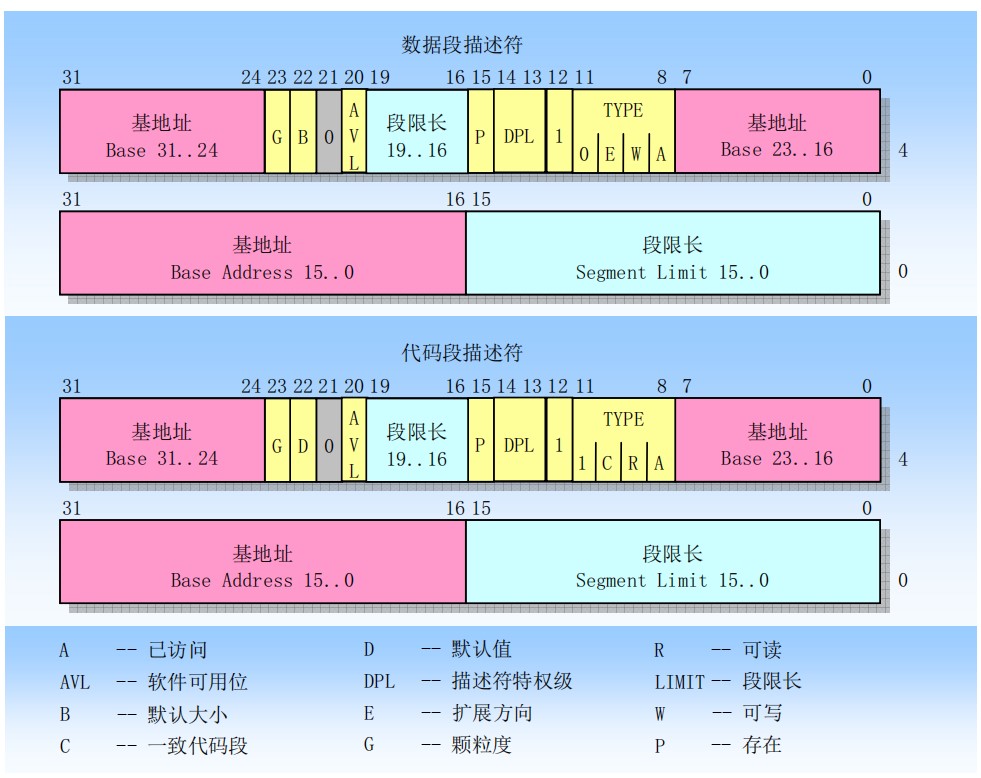 数据段描述符
31 24 23 22 21 20 19 16 15 14 13 12 11 8 7 0
基地址 Base 31..24 G B 0 AVL 段限长 19..16 P DPL 1 TYPE 0 E W A 基地址 Base 23..16 4
31 16 15 0
基地址 段限长
Base Address 15..0 Segment Limit 15..0 0
代码段描述符
31 24 23 22 21 20 19 16 15 14 13 12 11 8 7 0
基地址 Base 31..24 G D 0 AVL 段限长 19..16 P DPL 1 TYPE 1 C R A 基地址 Base 23..16 4
31 16 15 0
基地址 段限长
Base Address 15..0 Segment Limit 15..0 0
A -- 已访问 D -- 默认值 R -- 可读
AVL -- 软件可用位 DPL -- 描述符特权级 LIMIT -- 段限长
B -- 默认大小 E -- 扩展方向 W -- 可写
C -- 一致代码段 G -- 颗粒度 P -- 存在